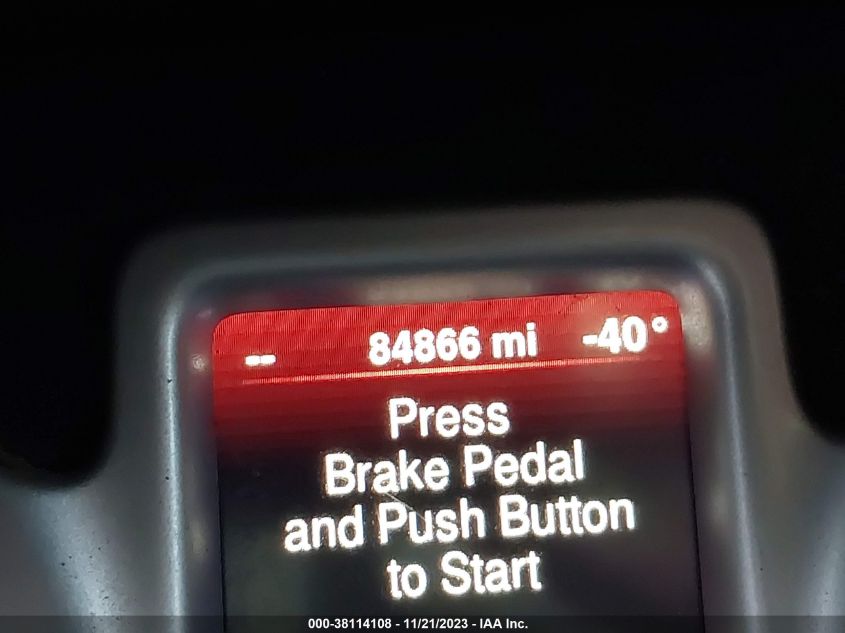 -- 84866 mi -40°
Press
Brake Pedal
and Push Button
to Start
000-38114108 - 11/21/2023 - IAA Inc.